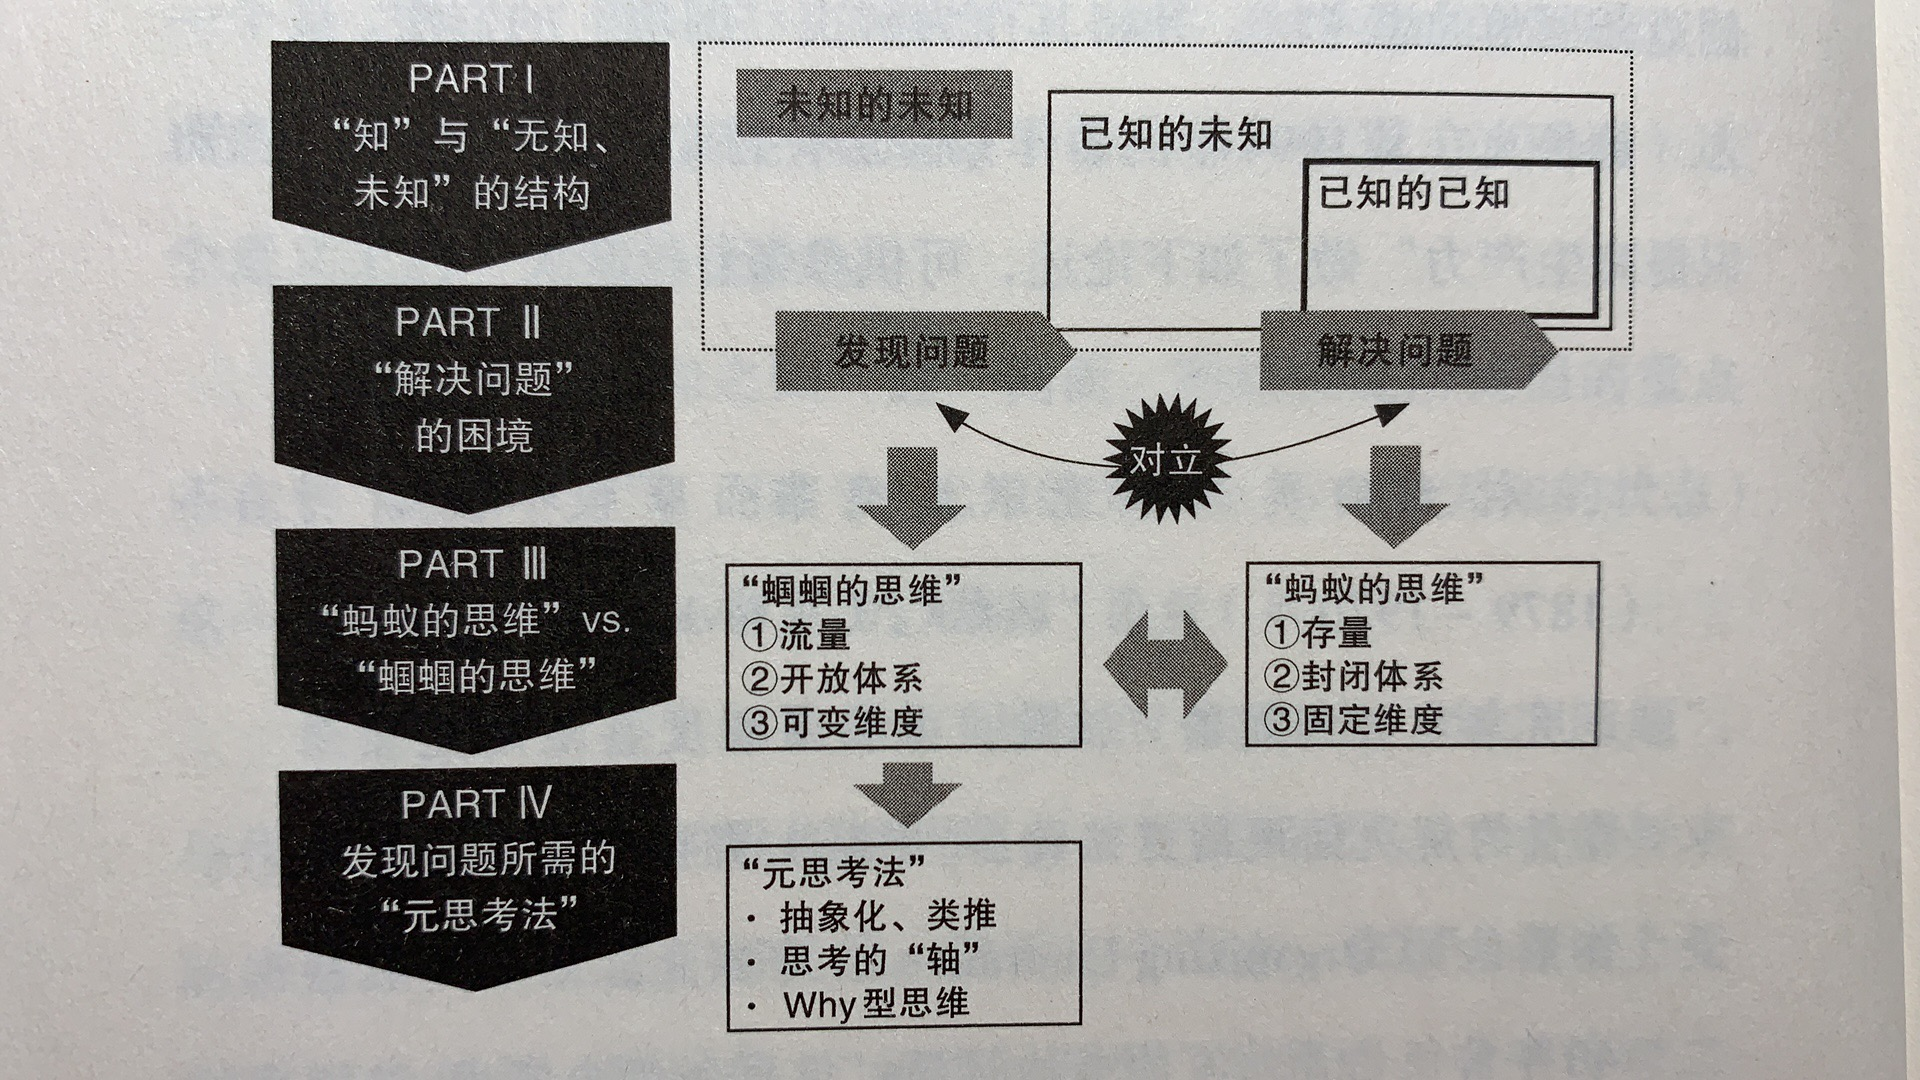 PART Ⅰ
“知”与“无知、
未知”的结构
PART Ⅱ
“解决问题”
的困境
PART Ⅲ
“蚂蚁的思维”vs.
“蝈蝈的思维”
PART Ⅳ
发现问题所需的
“元思考法”
未知的未知
已知的未知
已知的已知
发现问题
解决问题
对立
“蝈蝈的思维”
①流量
②开放体系
③可变维度
“蚂蚁的思维”
①存量
②封闭体系
③固定维度
“元思考法”
· 抽象化、类推
· 思考的“轴”
· Why型思维